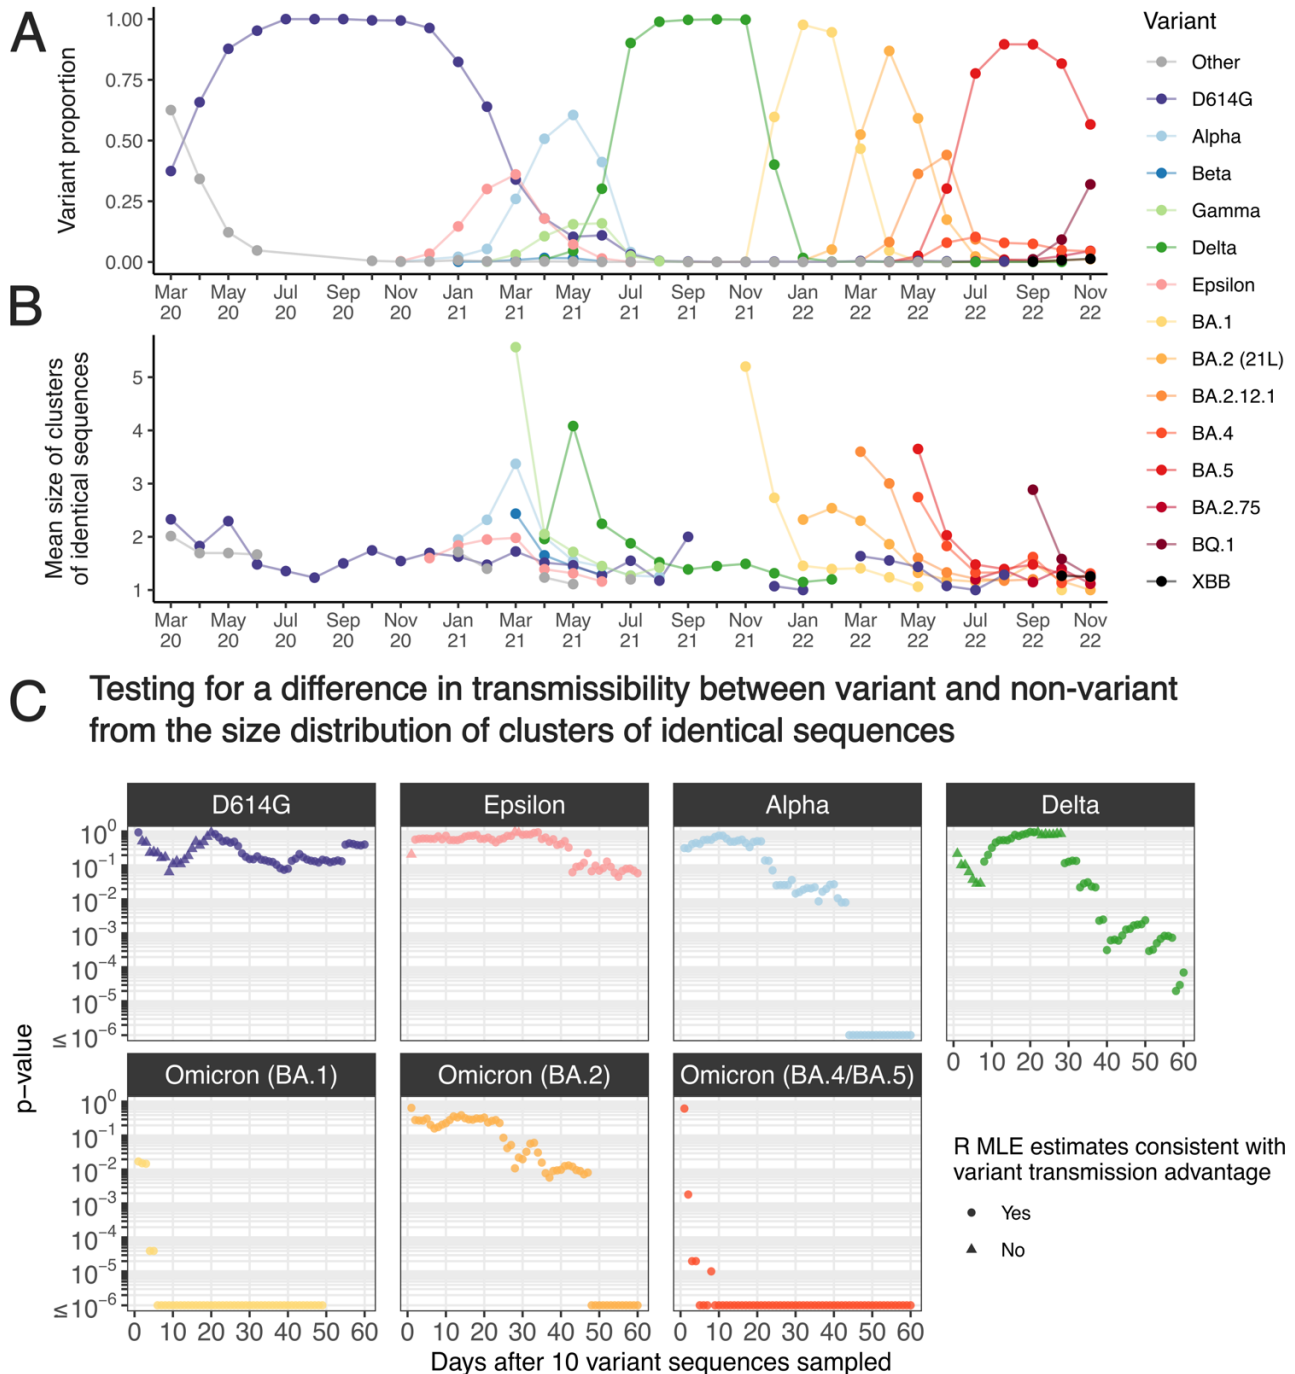 A
Variant proportion
1.00
0.75
0.50
0.25
0.00
Mar May Jul Sep Nov Jan Mar May Jul Sep Nov Jan Mar May Jul Sep Nov
20 20 20 20 20 21 21 21 21 21 21 22 22 22 22 22 22
Variant
Other
D614G
Alpha
Beta
Gamma
Delta
Epsilon
BA.1
BA.2 (21L)
BA.2.12.1
BA.4
BA.5
BA.2.75
BQ.1
XBB
B
Mean size of clusters
of identical sequences
5
4
3
2
1
Mar May Jul Sep Nov Jan Mar May Jul Sep Nov Jan Mar May Jul Sep Nov
20 20 20 20 20 21 21 21 21 21 21 22 22 22 22 22 22
C
Testing for a difference in transmissibility between variant and non-variant
from the size distribution of clusters of identical sequences
D614G Epsilon Alpha Delta
10⁰
10⁻¹
10⁻²
10⁻³
10⁻⁴
10⁻⁵
≤ 10⁻⁶
0 10 20 30 40 50 60
p−value
Omicron (BA.1) Omicron (BA.2) Omicron (BA.4/BA.5)
10⁰
10⁻¹
10⁻²
10⁻³
10⁻⁴
10⁻⁵
≤ 10⁻⁶
0 10 20 30 40 50 60 0 10 20 30 40 50 60 0 10 20 30 40 50 60
Days after 10 variant sequences sampled
R MLE estimates consistent with
variant transmission advantage
Yes
No